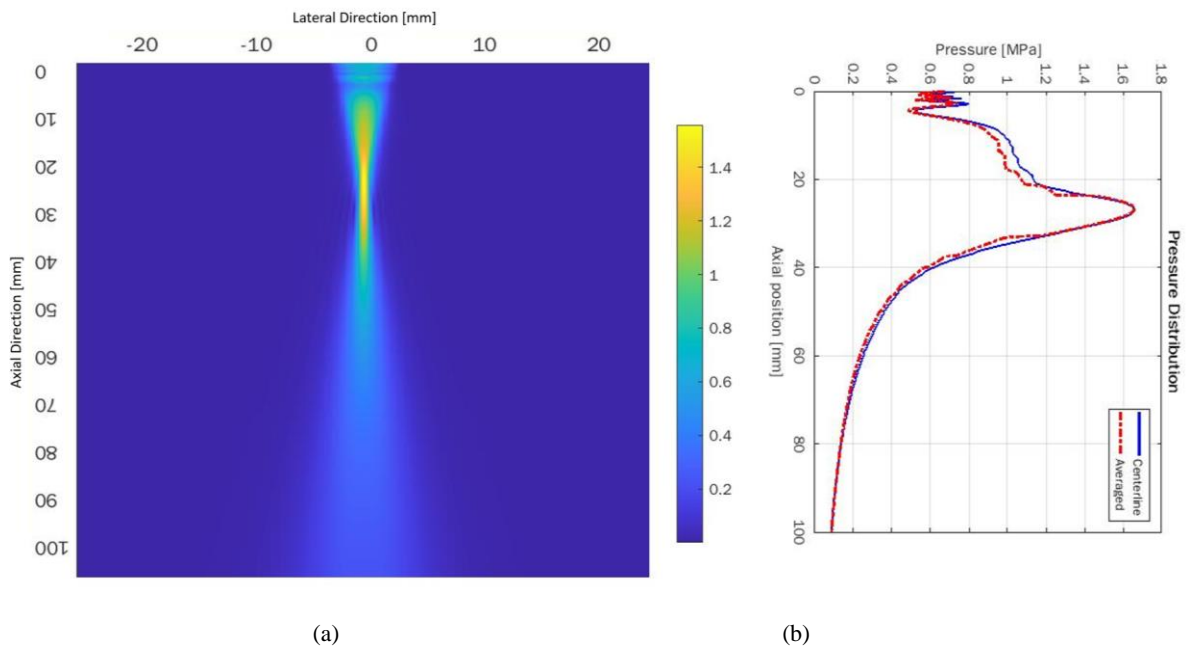 Lateral Direction [mm]
-20 -10 0 10 20
Axial Direction [mm]
0
10
20
30
40
50
60
70
80
90
100
1.4
1.2
1
0.8
0.6
0.4
0.2
(a)
Pressure [MPa]
0 0.2 0.4 0.6 0.8 1 1.2 1.4 1.6 1.8
0
20
40
60
80
100
Axial position [mm]
Pressure Distribution
Centerline
Averaged
(b)